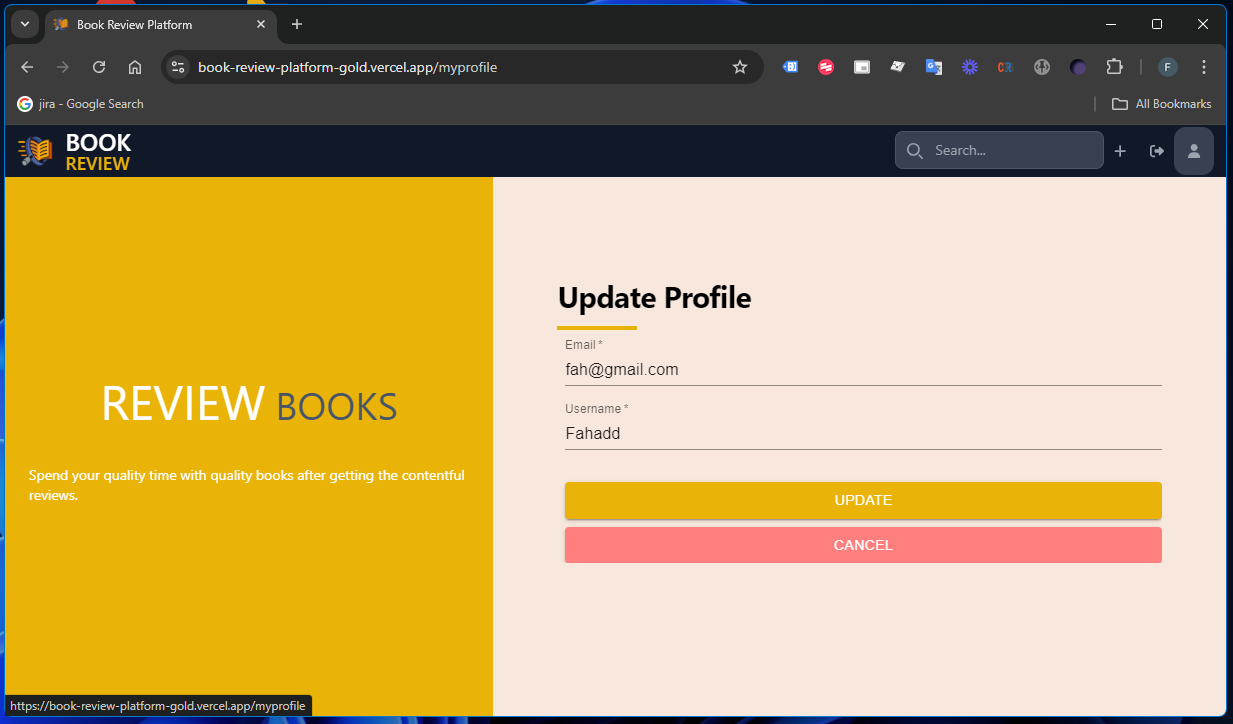 Book Review Platform
book-review-platform-gold.vercel.app/myprofile
F
jira - Google Search
All Bookmarks
BOOK
REVIEW
Search...
Update Profile
Email *
fah@gmail.com
Username *
Fahadd
REVIEW BOOKS
Spend your quality time with quality books after getting the contentful
reviews.
UPDATE
CANCEL
https://book-review-platform-gold.vercel.app/myprofile